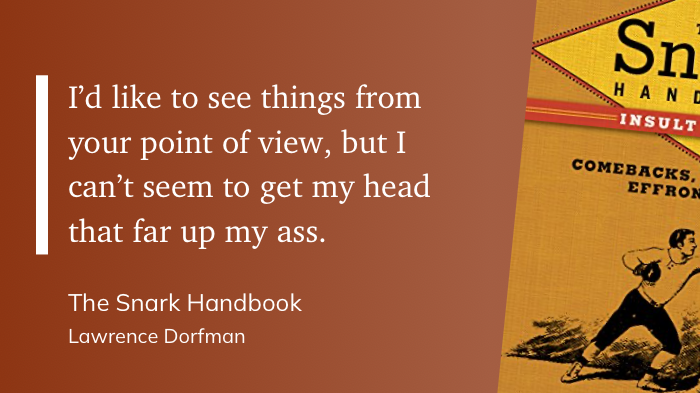 I’d like to see things from
your point of view, but I
can’t seem to get my head
that far up my ass.
The Snark Handbook
Lawrence Dorfman
Sn
HAND
INSULT
COMEBACKS,
EFFRON